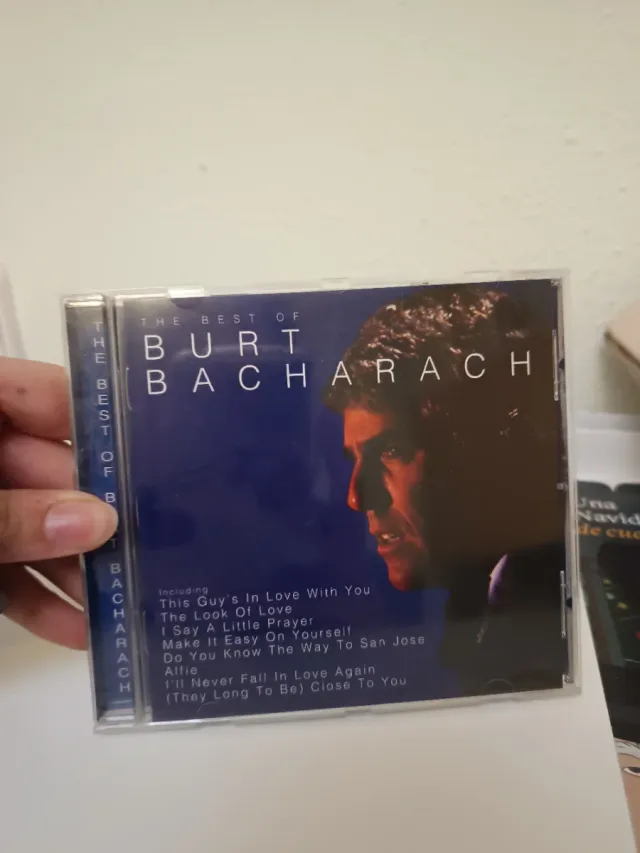 THE BEST OF
BURT
BACHARACH
Including
This Guy's In Love With You
The Look Of Love
I Say A Little Prayer
Make It Easy On Yourself
Do You Know The Way To San Jose
Alfie
I'll Never Fall In Love Again
(They Long To Be) Close To You
THE BEST OF B T BACHARACH
Una
Navid
de cue